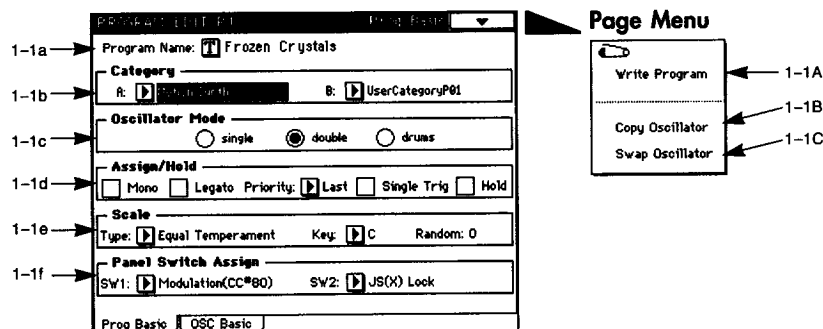 PROGRAM EDIT P1 Prog Basic
Page Menu
1-1a Program Name: T Frozen Crystals
Category
1-1b A: B: UserCategoryP01
Oscillator Mode
1-1c single double drums
Assign/Hold
1-1d Mono Legato Priority: Last Single Trig Hold
Scale
1-1e Type: Equal Temperament Key: C Random: 0
Panel Switch Assign
1-1f SW1: Modulation(CC#80) SW2: JS(X) Lock
Prog Basic OSC Basic
Write Program 1-1A
Copy Oscillator 1-1B
Swap Oscillator 1-1C